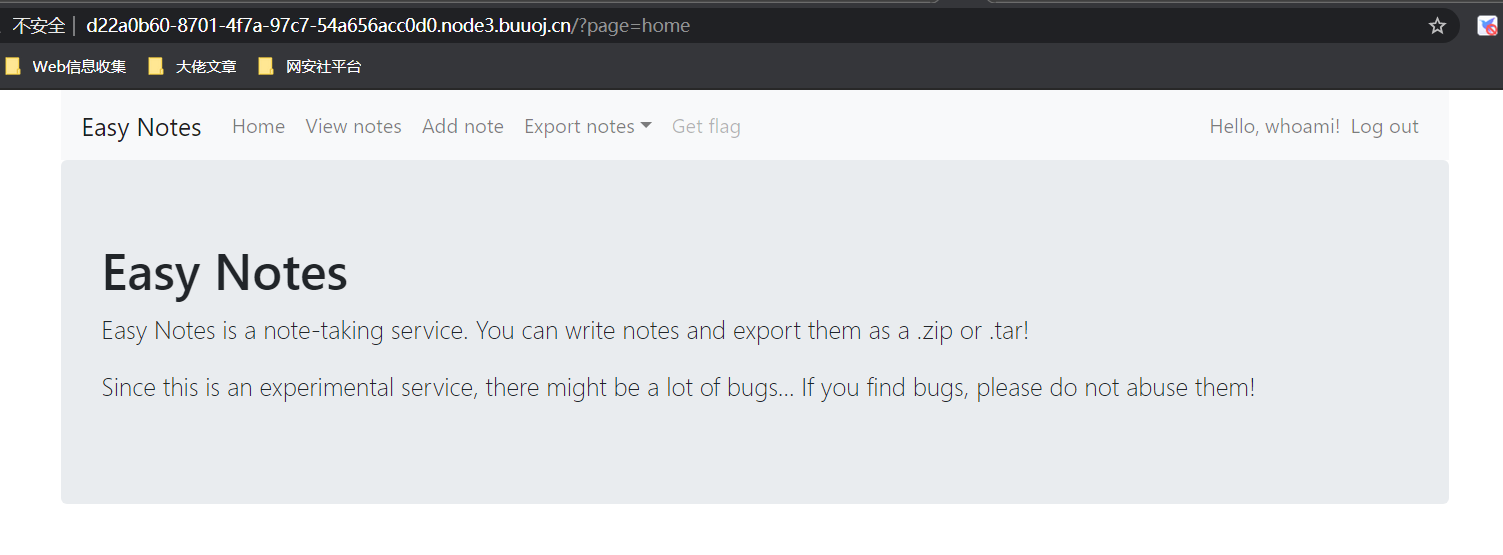 不安全 | d22a0b60-8701-4f7a-97c7-54a656acc0d0.node3.buuoj.cn/?page=home
Web信息收集 大佬文章 网安社平台
Easy Notes Home View notes Add note Export notes Get flag Hello, whoami! Log out
Easy Notes
Easy Notes is a note-taking service. You can write notes and export them as a .zip or .tar!
Since this is an experimental service, there might be a lot of bugs... If you find bugs, please do not abuse them!